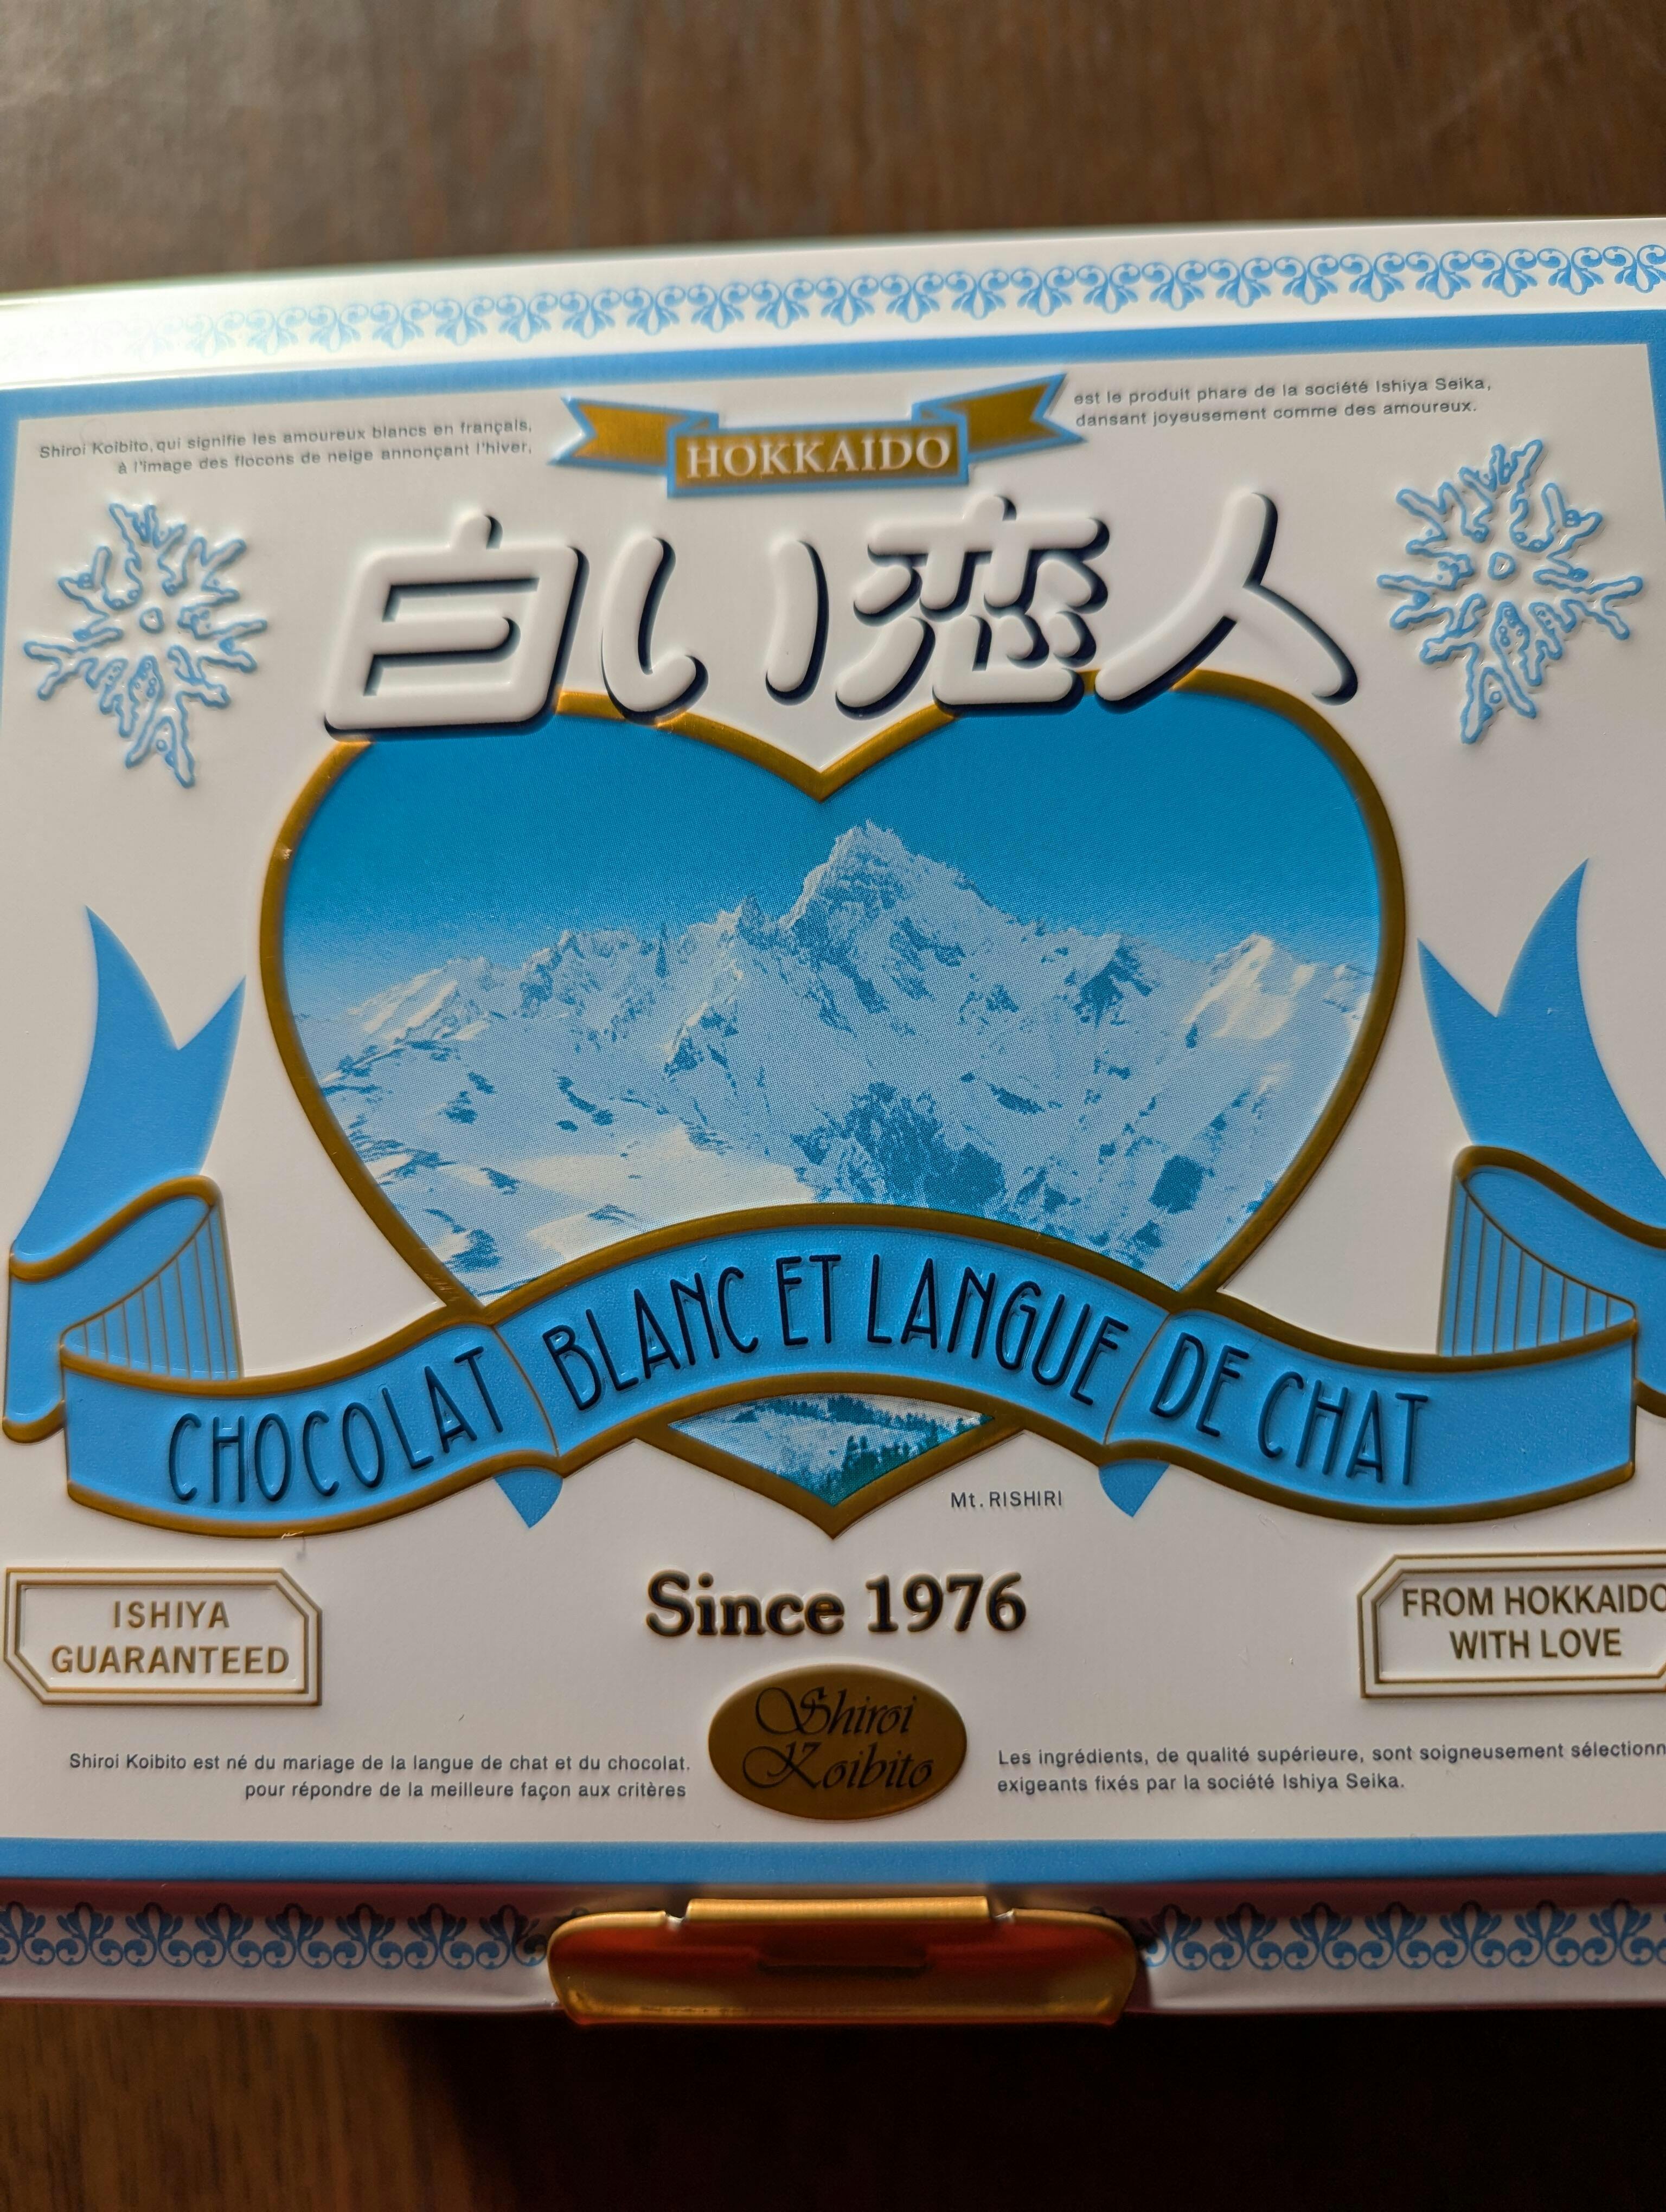 Shiroi Koibito, qui signifie les amoureux blancs en français,
à l'image des flocons de neige annonçant l'hiver,
HOKKAIDO
est le produit phare de la société Ishiya Seika,
dansant joyeusement comme des amoureux.
白い恋人
CHOCOLAT BLANC ET LANGUE DE CHAT
Mt. RISHIRI
Since 1976
ISHIYA
GUARANTEED
FROM HOKKAIDO
WITH LOVE
Shiroi
Koibito
Shiroi Koibito est né du mariage de la langue de chat et du chocolat.
pour répondre de la meilleure façon aux critères
Les ingrédients, de qualité supérieure, sont soigneusement sélectionn
exigeants fixés par la société Ishiya Seika.